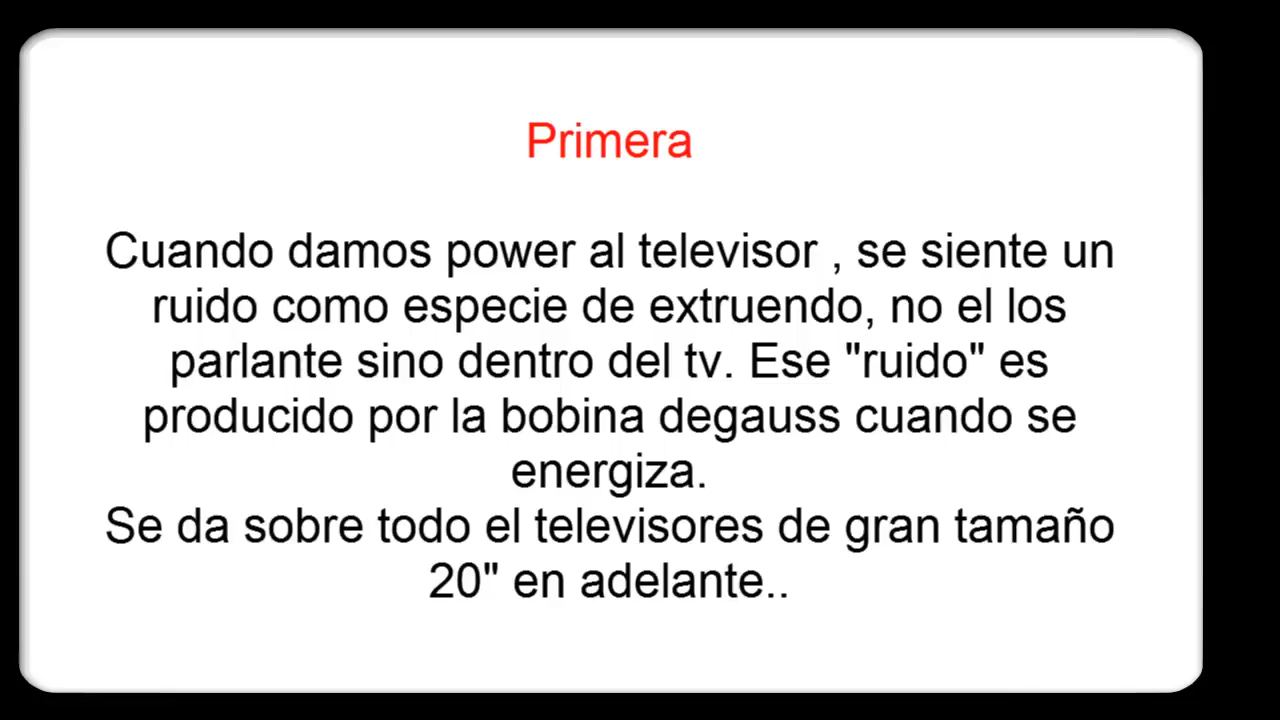 Primera
Cuando damos power al televisor , se siente un
ruido como especie de extruendo, no el los
parlante sino dentro del tv. Ese "ruido" es
producido por la bobina degauss cuando se
energiza.
Se da sobre todo el televisores de gran tamaño
20" en adelante..